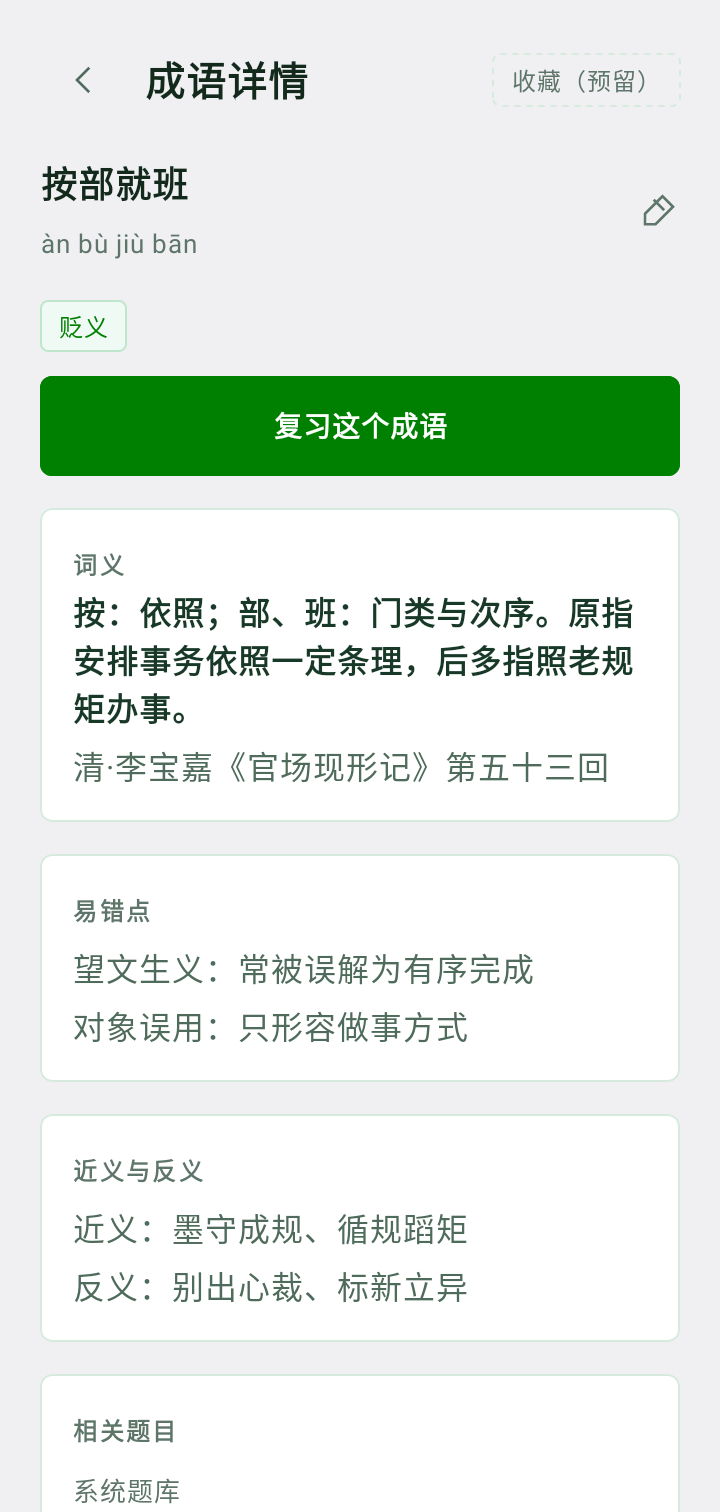 成语详情
收藏（预留）
按部就班
àn bù jiù bān
贬义
复习这个成语
词义
按：依照；部、班：门类与次序。原指
安排事务依照一定条理，后多指照老规
矩办事。
清·李宝嘉《官场现形记》第五十三回
易错点
望文生义：常被误解为有序完成
对象误用：只形容做事方式
近义与反义
近义：墨守成规、循规蹈矩
反义：别出心裁、标新立异
相关题目
系统题库